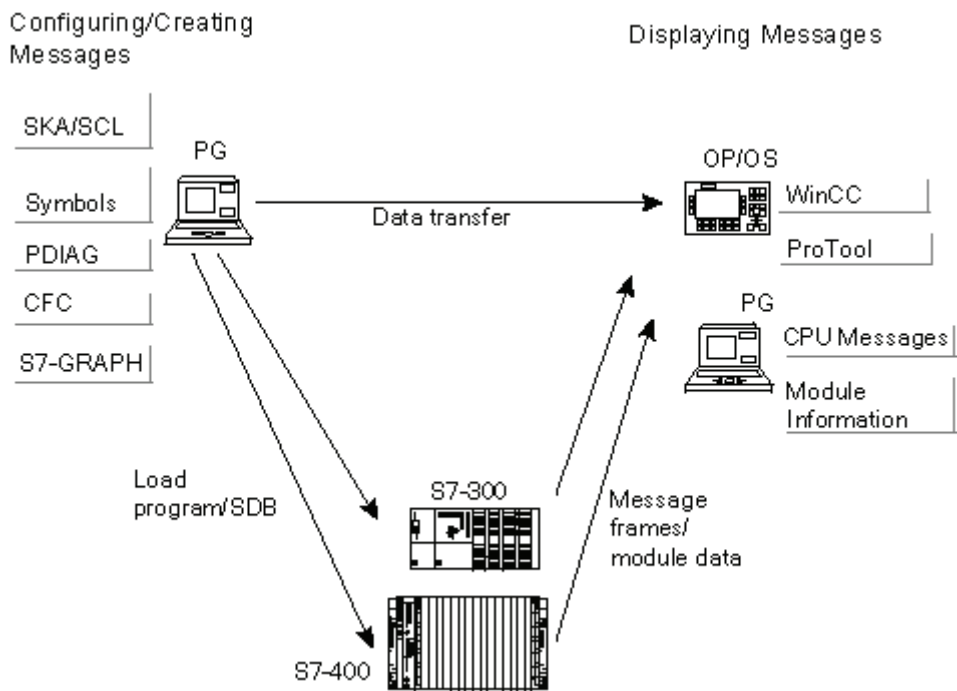 Configuring/Creating
Messages
Displaying Messages
SKA/SCL
Symbols
PDIAG
CFC
S7-GRAPH
PG
Data transfer
OP/OS
WinCC
ProTool
PG
CPU Messages
Module
Information
Load
program/SDB
S7-300
Message
frames/
module data
S7-400